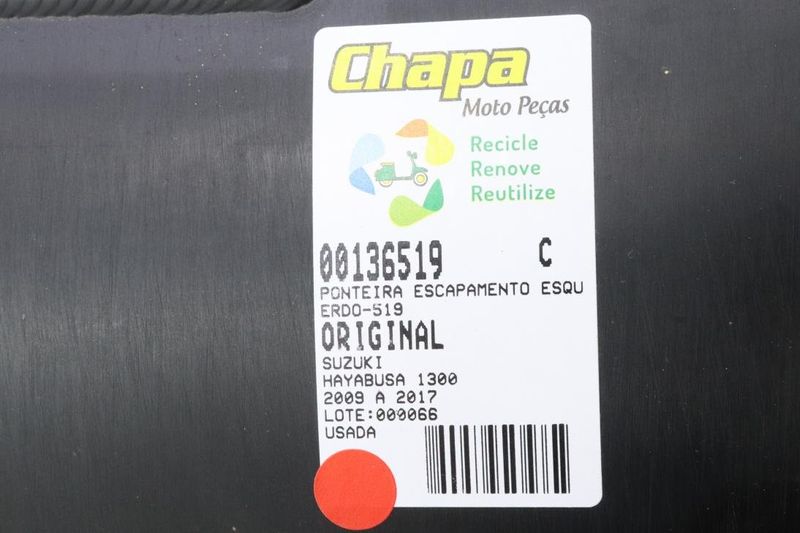 Chapa
Moto Peças
Recicle
Renove
Reutilize
00136519 C
PONTEIRA ESCAPAMENTO ESQU
ERDO-519
ORIGINAL
SUZUKI
HAYABUSA 1300
2009 A 2017
LOTE:000066
USADA